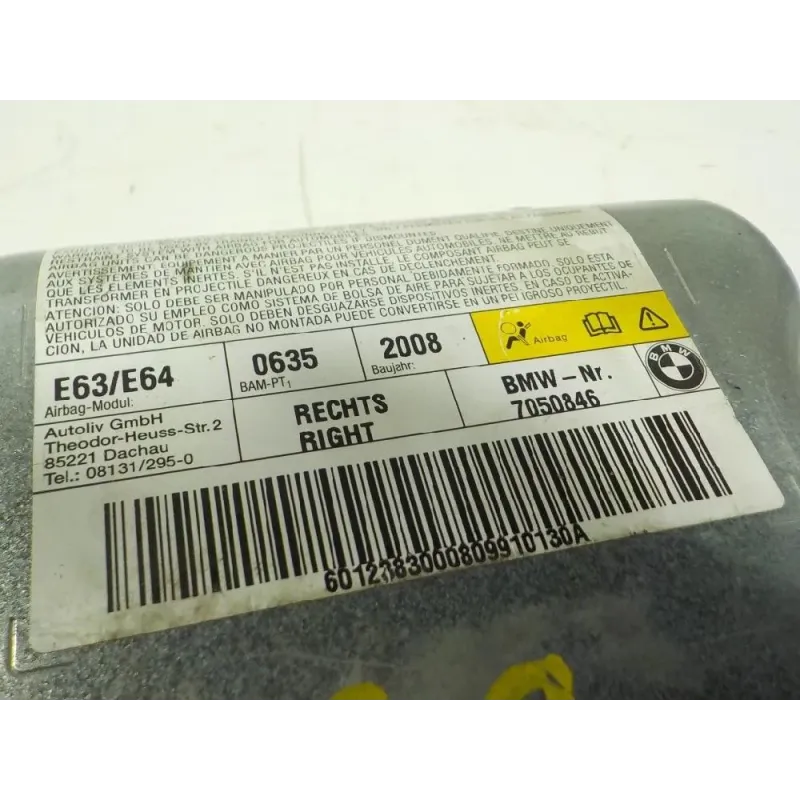 AVERTISSEMENT, EVITER A MANIER PAR UN PERSONNEL DUMENT QUALIFIE DESTINE UNIQUEMENT
AUX SYSTEMES DE MAINTIEN AVEC AIRBAG POUR VEHICULES AUTOMOBILES. NE METTRE AU REBUT
QUE LES ELEMENTS INERTES. S'IL N'EST PAS INSTALLE, LE COMPOSANT AIRBAG PEUT SE
TRANSFORMER EN PROJECTILE DANGEREUX EN CAS DE DECLENCHEMENT.
ATENCION: SOLO DEBE SER MANIPULADO POR PERSONAL DEBIDAMENTE FORMADO, SOLO ESTA
AUTORIZADO SU EMPLEO COMO SISTEMA DE BOLSA DE AIRE PARA SUJETAR A LOS OCUPANTES DE
VEHICULOS DE MOTOR. SOLO DEBEN DESGUAZARSE DISPOSITIVOS INERTES. EN CASO DE ACTIVA-
CION, LA UNIDAD DE AIRBAG NO MONTADA PUEDE CONVERTIRSE EN UN PELIGROSO PROYECTIL.
E63/E64
Airbag-Modul:
0635
BAM-PT1
2008
Baujahr:
Airbag
Autoliv GmbH
Theodor-Heuss-Str.2
85221 Dachau
Tel.: 08131/295-0
RECHTS
RIGHT
BMW-Nr.
7050846
BMW
601218300080991013OA